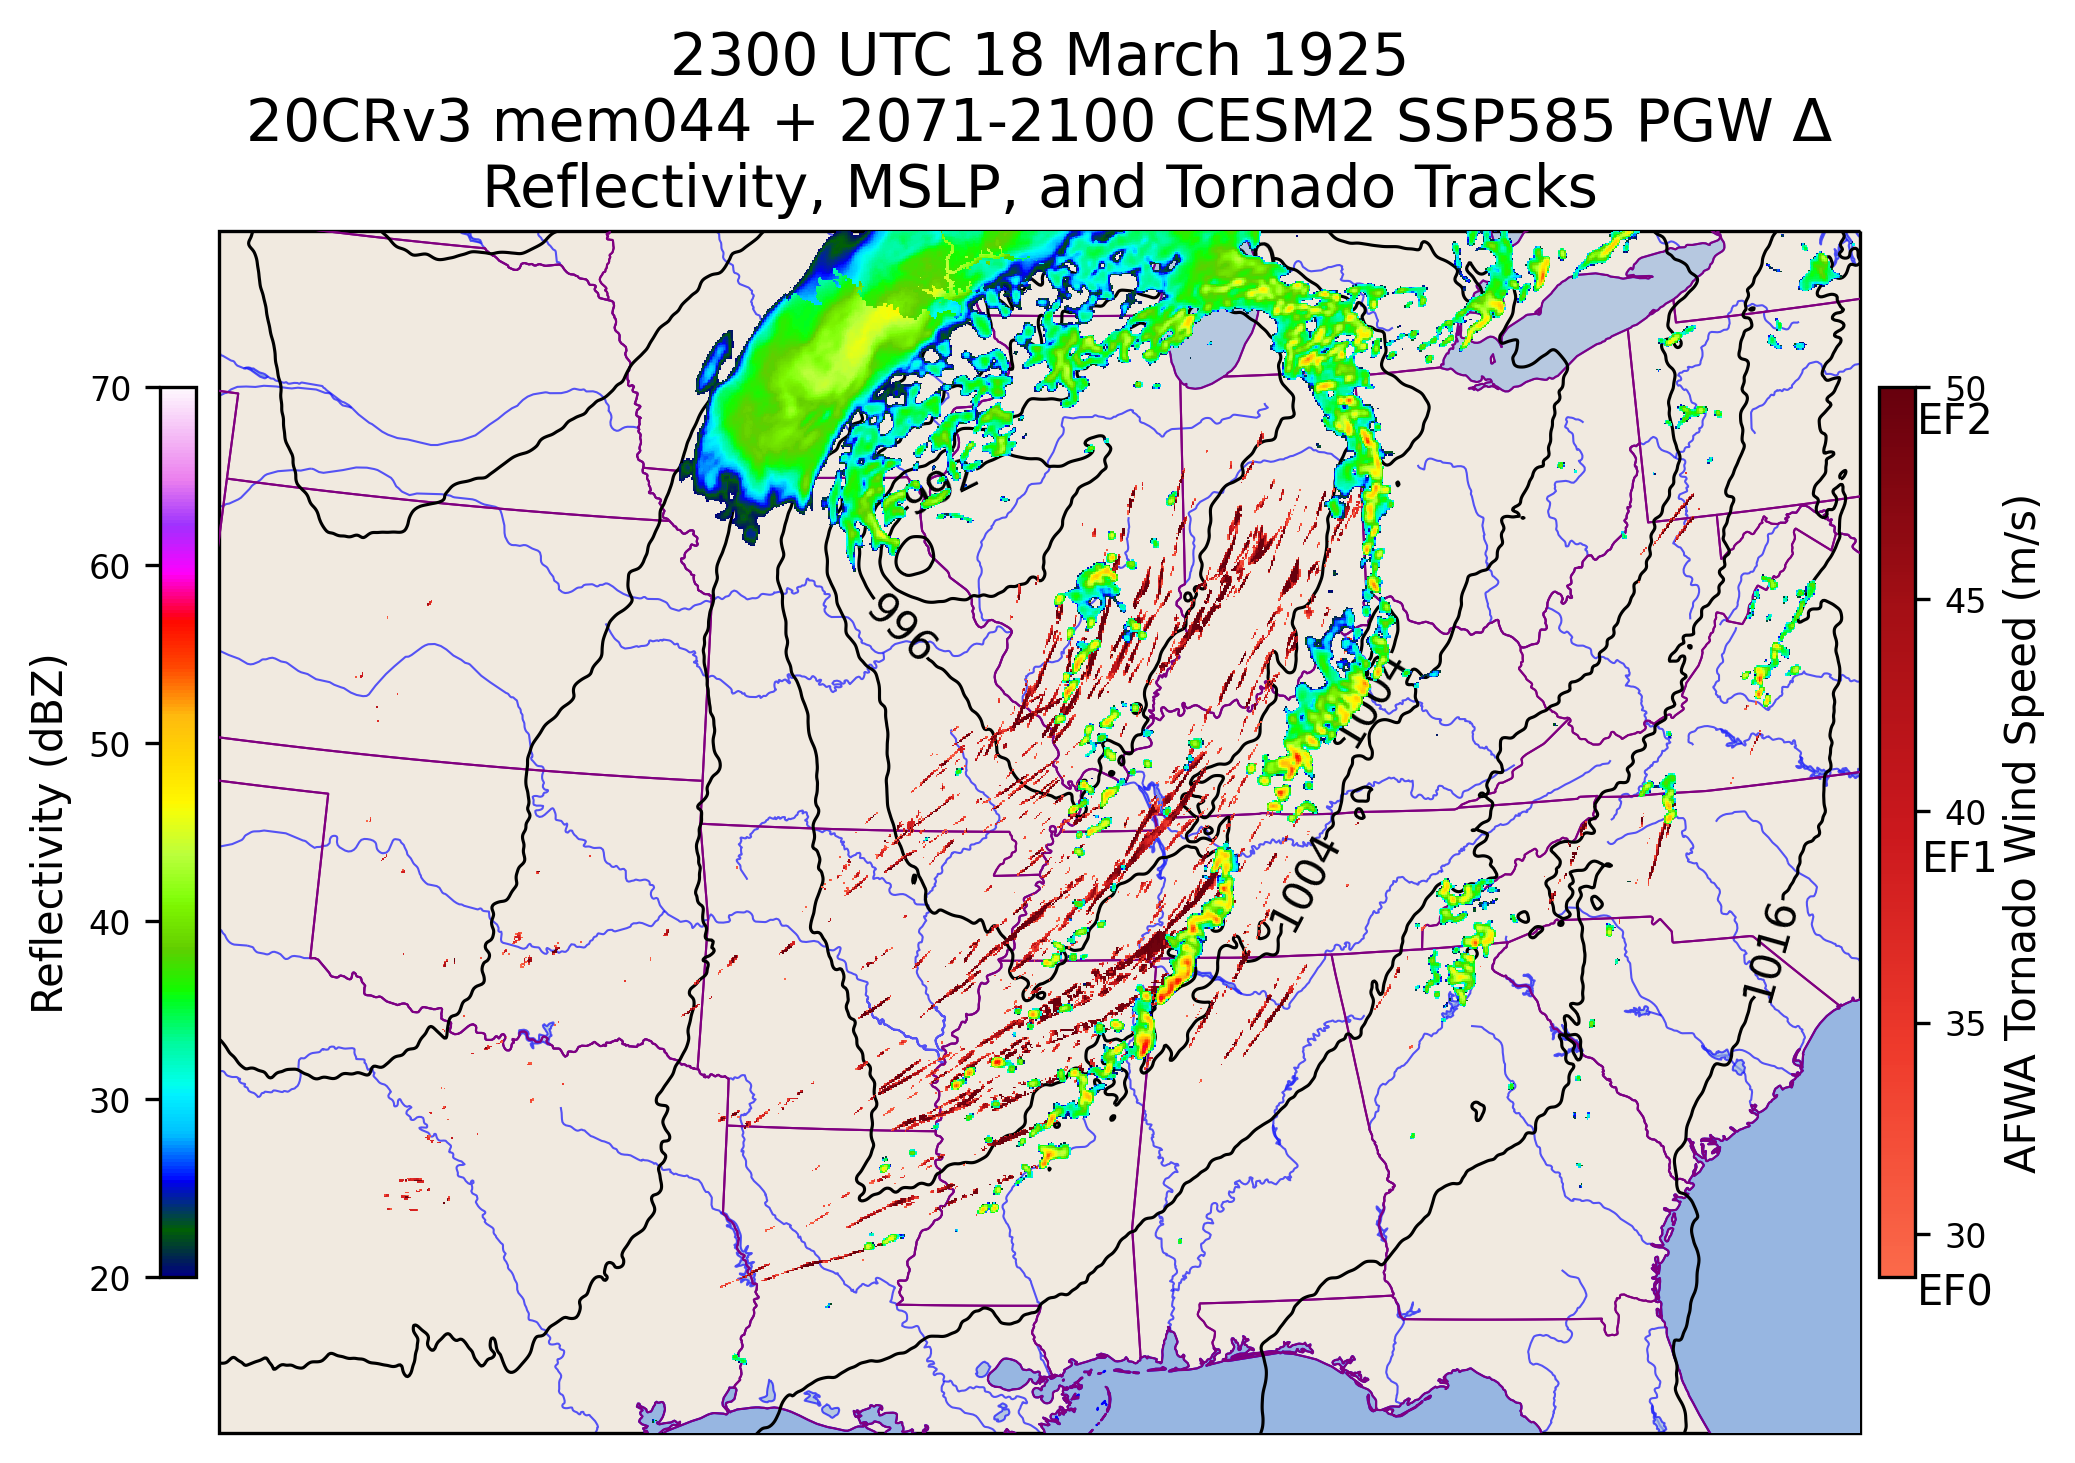 2300 UTC 18 March 1925
20CRv3 mem044 + 2071-2100 CESM2 SSP585 PGW Δ
Reflectivity, MSLP, and Tornado Tracks
70
60
50
40
30
20
Reflectivity (dBZ)
992
996
1004
1004
1016
50
EF2
45
40
EF1
35
30
EF0
AFWA Tornado Wind Speed (m/s)